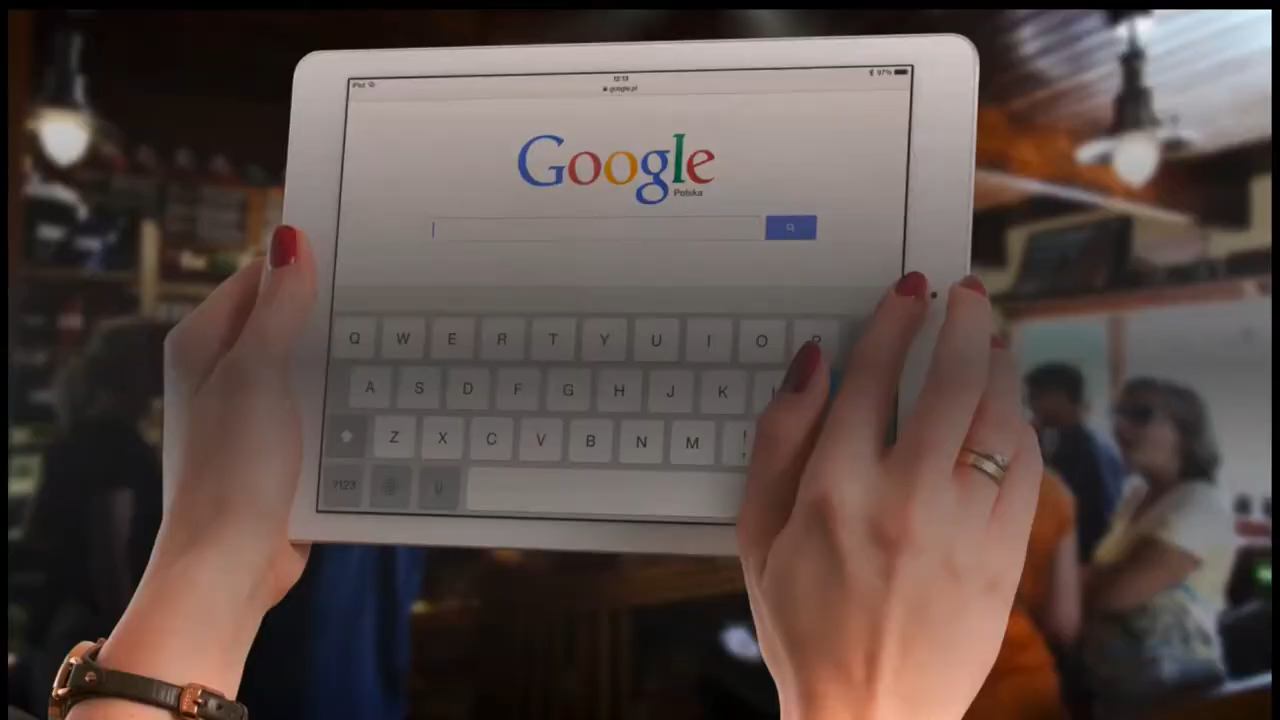 iPad 12:13 97%
google.pl
Google
Polska
Q W E R T Y U I O P
A S D F G H J K
Z X C V B N M !
?123